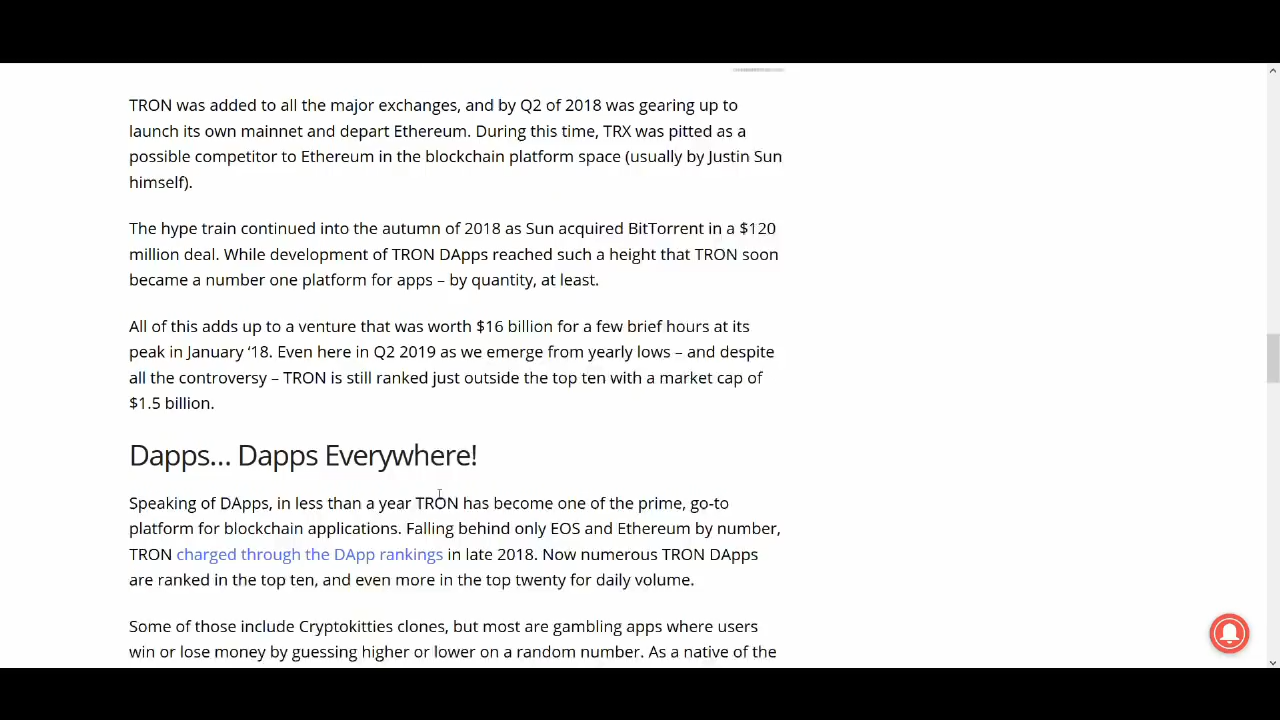 TRON was added to all the major exchanges, and by Q2 of 2018 was gearing up to
launch its own mainnet and depart Ethereum. During this time, TRX was pitted as a
possible competitor to Ethereum in the blockchain platform space (usually by Justin Sun
himself).
The hype train continued into the autumn of 2018 as Sun acquired BitTorrent in a $120
million deal. While development of TRON DApps reached such a height that TRON soon
became a number one platform for apps – by quantity, at least.
All of this adds up to a venture that was worth $16 billion for a few brief hours at its
peak in January ‘18. Even here in Q2 2019 as we emerge from yearly lows – and despite
all the controversy – TRON is still ranked just outside the top ten with a market cap of
$1.5 billion.
Dapps... Dapps Everywhere!
Speaking of DApps, in less than a year TRON has become one of the prime, go-to
platform for blockchain applications. Falling behind only EOS and Ethereum by number,
TRON charged through the DApp rankings in late 2018. Now numerous TRON DApps
are ranked in the top ten, and even more in the top twenty for daily volume.
Some of those include Cryptokitties clones, but most are gambling apps where users
win or lose money by guessing higher or lower on a random number. As a native of the